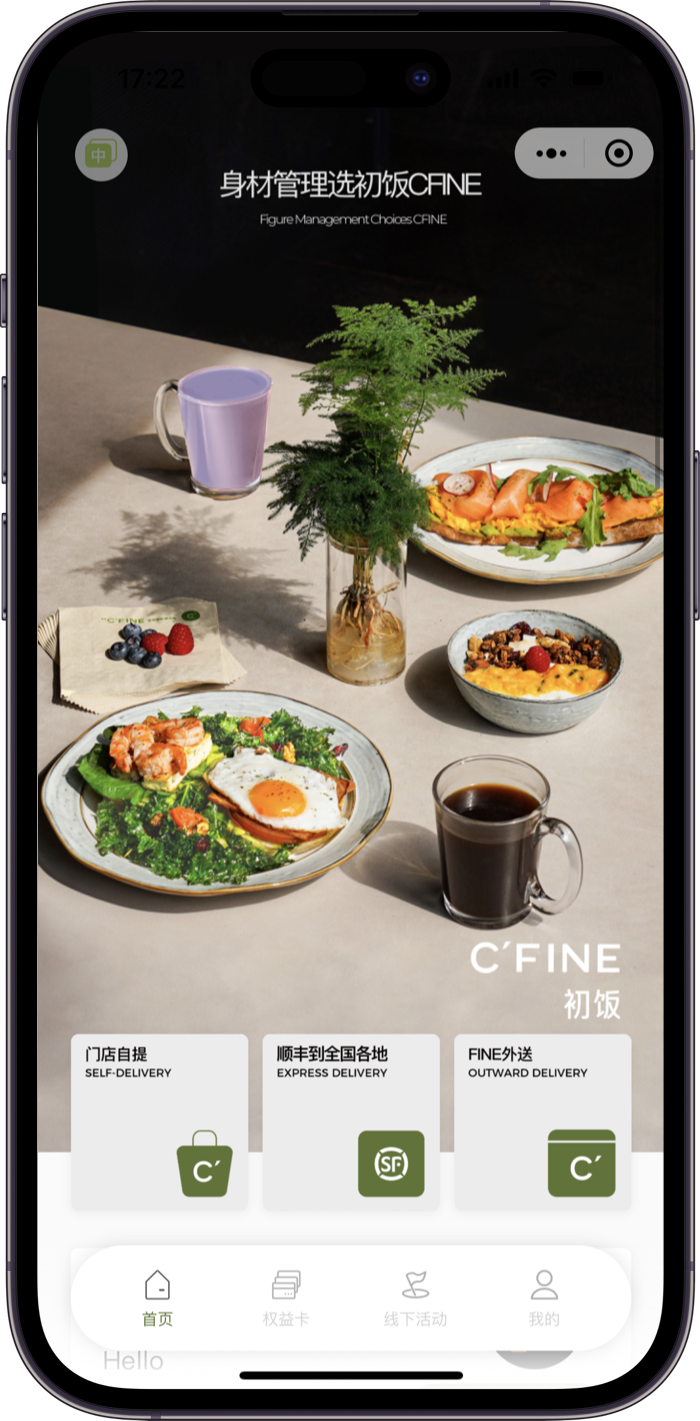 17:22
中
身材管理选初饭CFINE
Figure Management Choices CFINE
C'FINE
C'FINE
初饭
门店自提
SELF-DELIVERY
顺丰到全国各地
EXPRESS DELIVERY
FINE外送
OUTWARD DELIVERY
C'
SF
C'
首页
权益卡
线下活动
我的
Hello